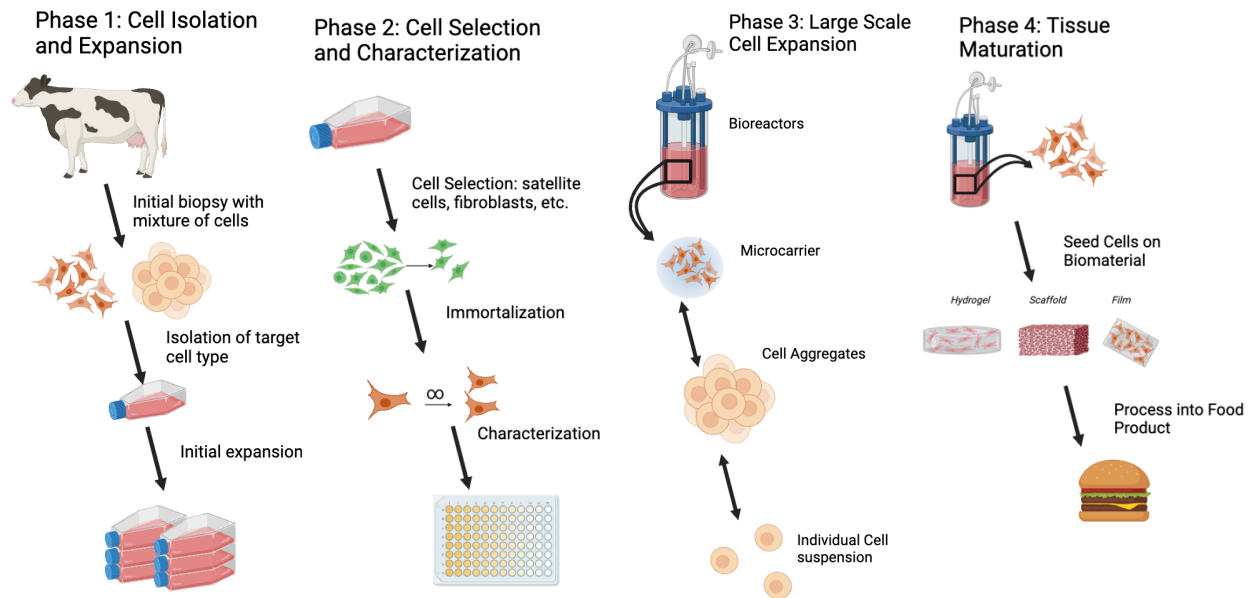 Phase 1: Cell Isolation
and Expansion
Initial biopsy with
mixture of cells
Isolation of target
cell type
Initial expansion
Phase 2: Cell Selection
and Characterization
Cell Selection: satellite
cells, fibroblasts, etc.
Immortalization
∞
Characterization
Phase 3: Large Scale
Cell Expansion
Bioreactors
Microcarrier
Cell Aggregates
Individual Cell
suspension
Phase 4: Tissue
Maturation
Seed Cells on
Biomaterial
Hydrogel
Scaffold
Film
Process into Food
Product